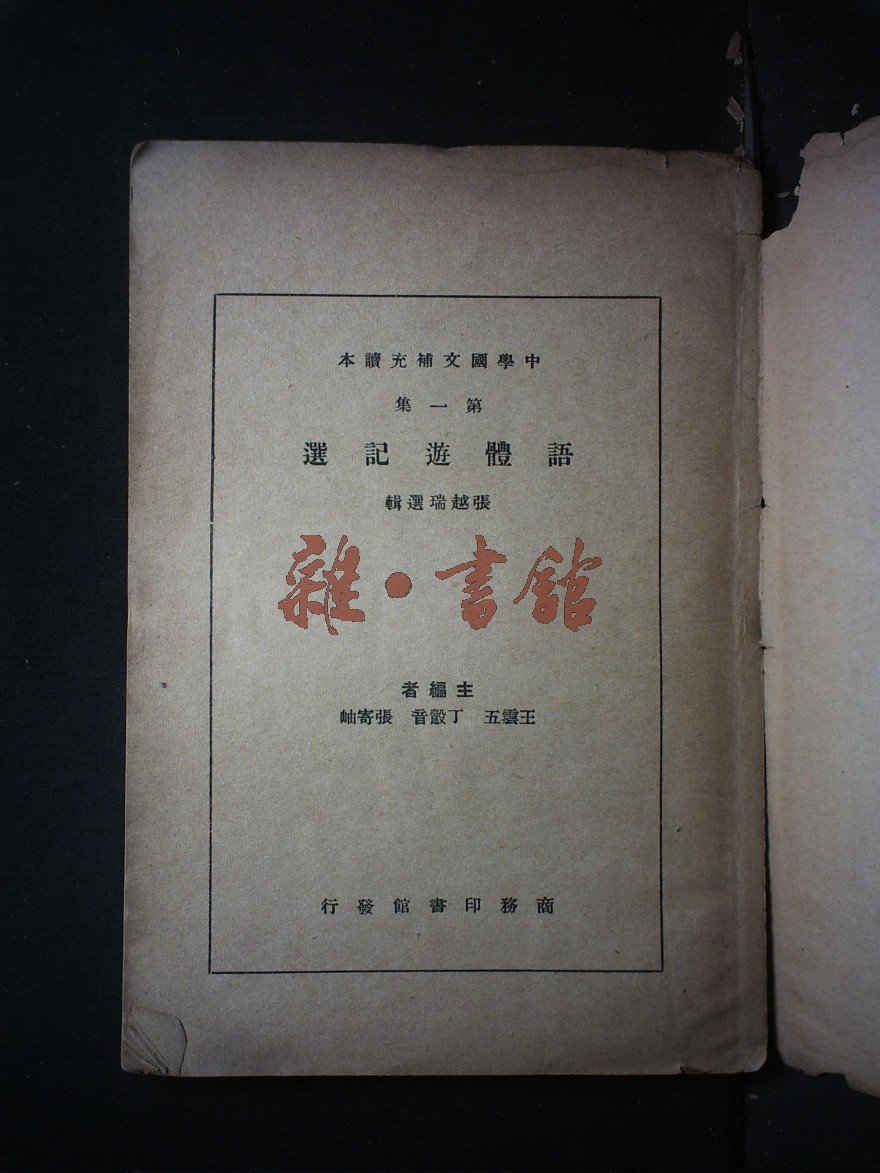 中學國文補充讀本
第一集
語體遊記選
張越瑞選輯
雜·書館
主編者
王雲五 丁瞉音 張寄岫
商務印書館發行